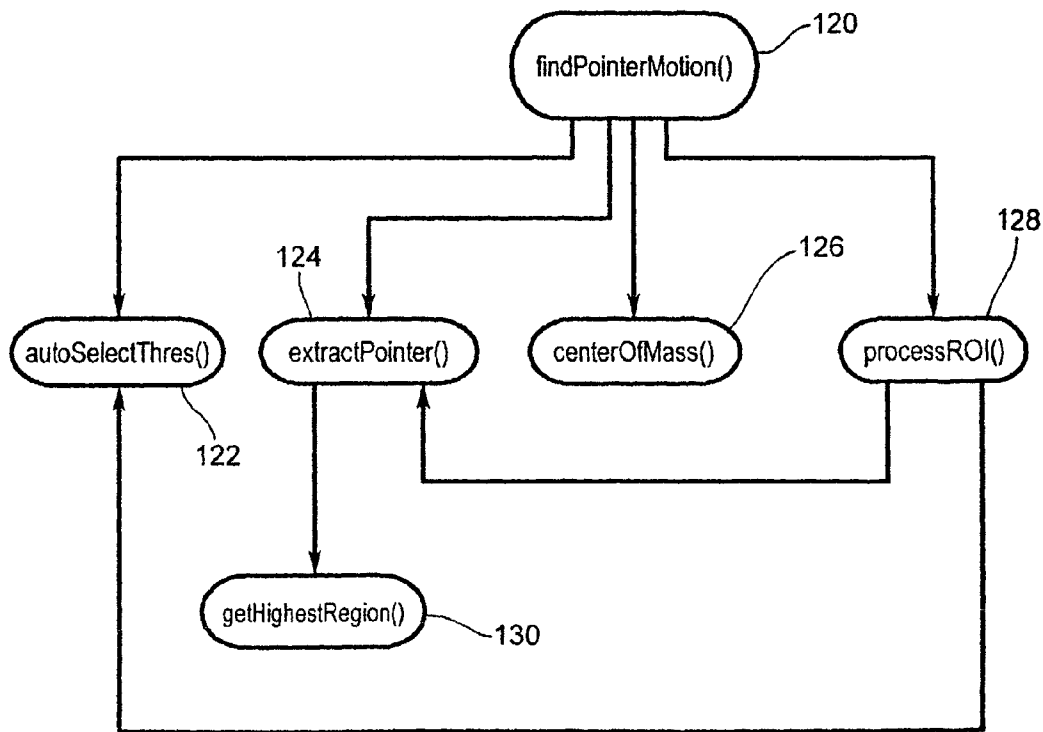 120
findPointerMotion()
124
126
128
autoSelectThres()
extractPointer()
centerOfMass()
processROI()
122
getHighestRegion()
130